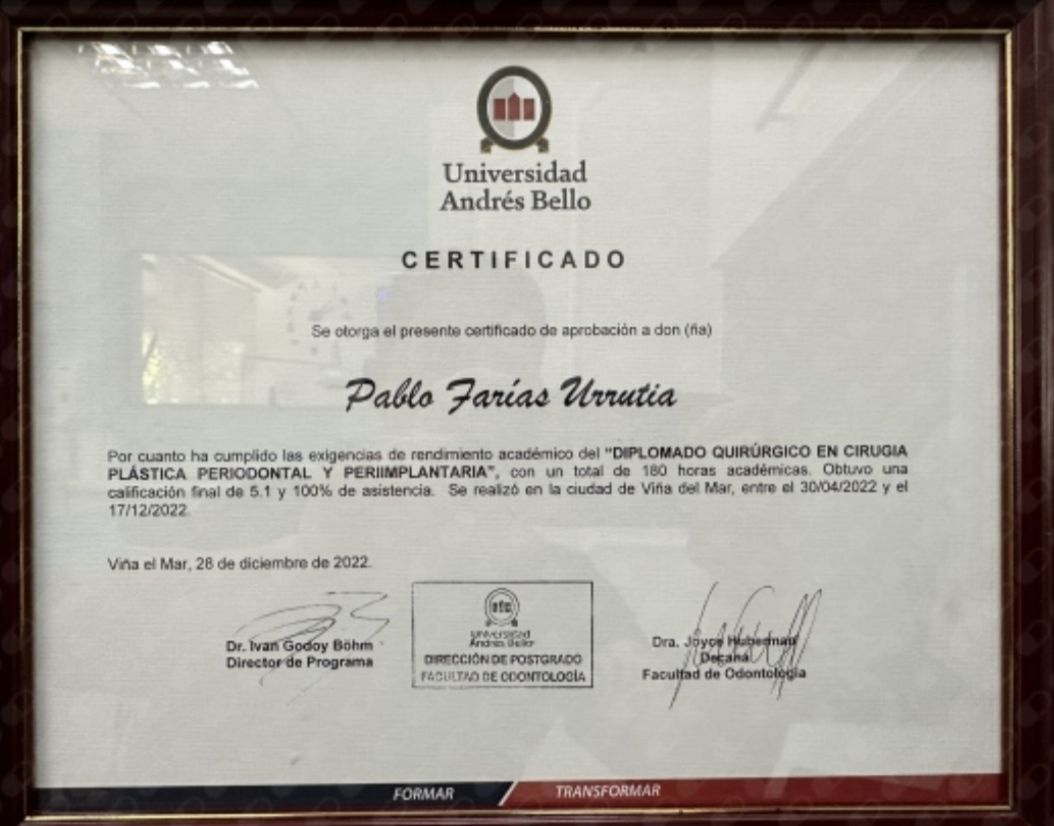 Universidad
Andrés Bello
CERTIFICADO
Se otorga el presente certificado de aprobación a don (ña)
Pablo Farías Urrutia
Por cuanto ha cumplido las exigencias de rendimiento académico del "DIPLOMADO QUIRÚRGICO EN CIRUGIA
PLÁSTICA PERIODONTAL Y PERIIMPLANTARIA", con un total de 180 horas académicas. Obtuvo una
calificación final de 5.1 y 100% de asistencia. Se realizó en la ciudad de Viña del Mar, entre el 30/04/2022 y el
17/12/2022.
Viña el Mar, 28 de diciembre de 2022.
Dr. Ivan Godoy Böhm
Director de Programa
Universidad
Andrés Bello
DIRECCIÓN DE POSTGRADO
FACULTAD DE ODONTOLOGÍA
Dra. Joyce Huberman
Decana
Facultad de Odontología
FORMAR / TRANSFORMAR